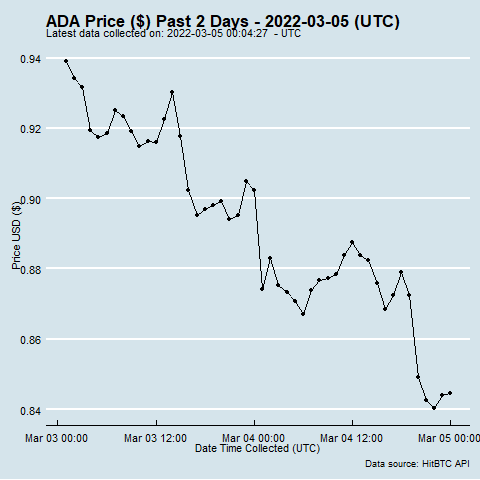 ADA Price ($) Past 2 Days - 2022-03-05 (UTC)
Latest data collected on: 2022-03-05 00:04:27 - UTC
Price USD ($)
0.94
0.92
0.90
0.88
0.86
0.84
Mar 03 00:00 Mar 03 12:00 Mar 04 00:00 Mar 04 12:00 Mar 05 00:00
Date Time Collected (UTC)
Data source: HitBTC API